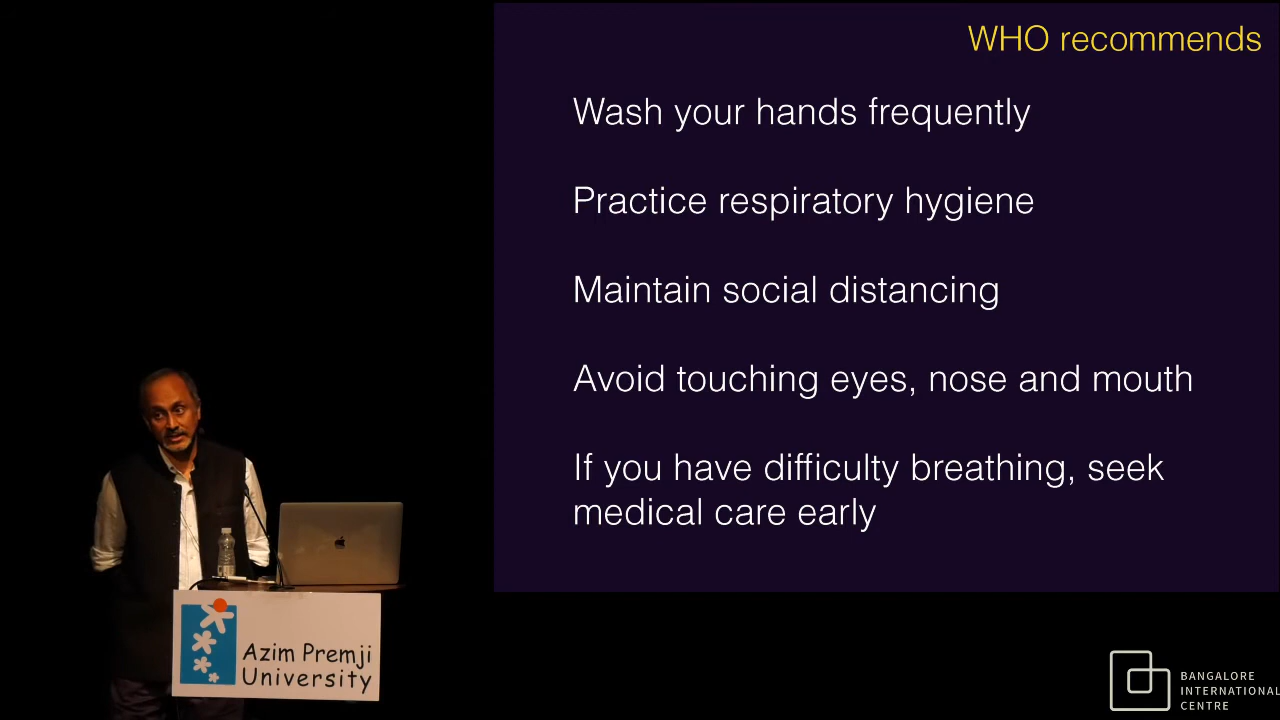 WHO recommends
Wash your hands frequently
Practice respiratory hygiene
Maintain social distancing
Avoid touching eyes, nose and mouth
If you have difficulty breathing, seek
medical care early
Azim Premji
University
BANGALORE
INTERNATIONAL
CENTRE